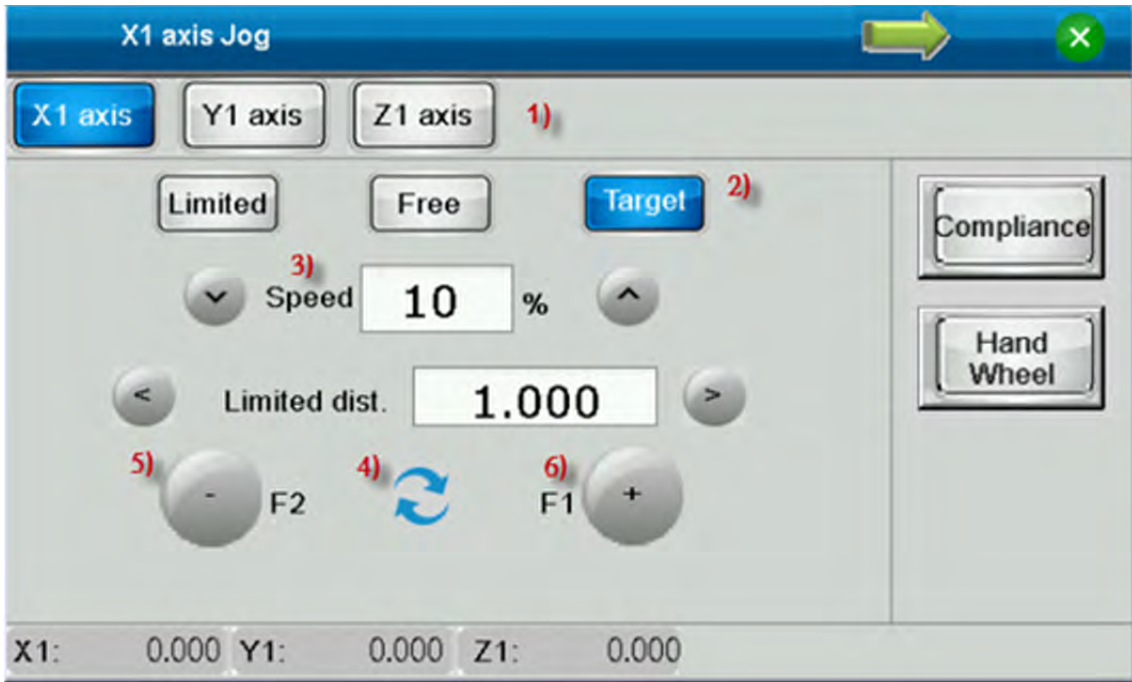 X1 axis Jog
X1 axis Y1 axis Z1 axis 1)
Limited Free Target 2)
Compliance
3)
Speed 10 %
Hand
Wheel
Limited dist. 1.000
5) 4) 6)
- F2 F1 +
X1: 0.000 Y1: 0.000 Z1: 0.000